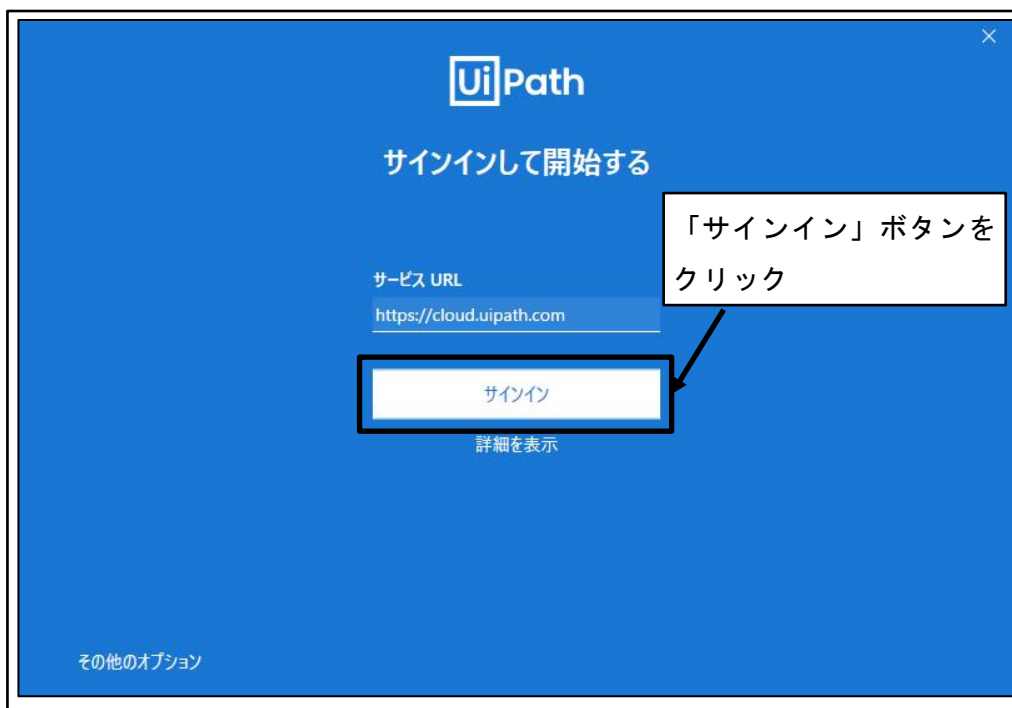 UiPath
サインインして開始する
「サインイン」ボタンを
クリック
サービス URL
https://cloud.uipath.com
サインイン
詳細を表示
その他のオプション